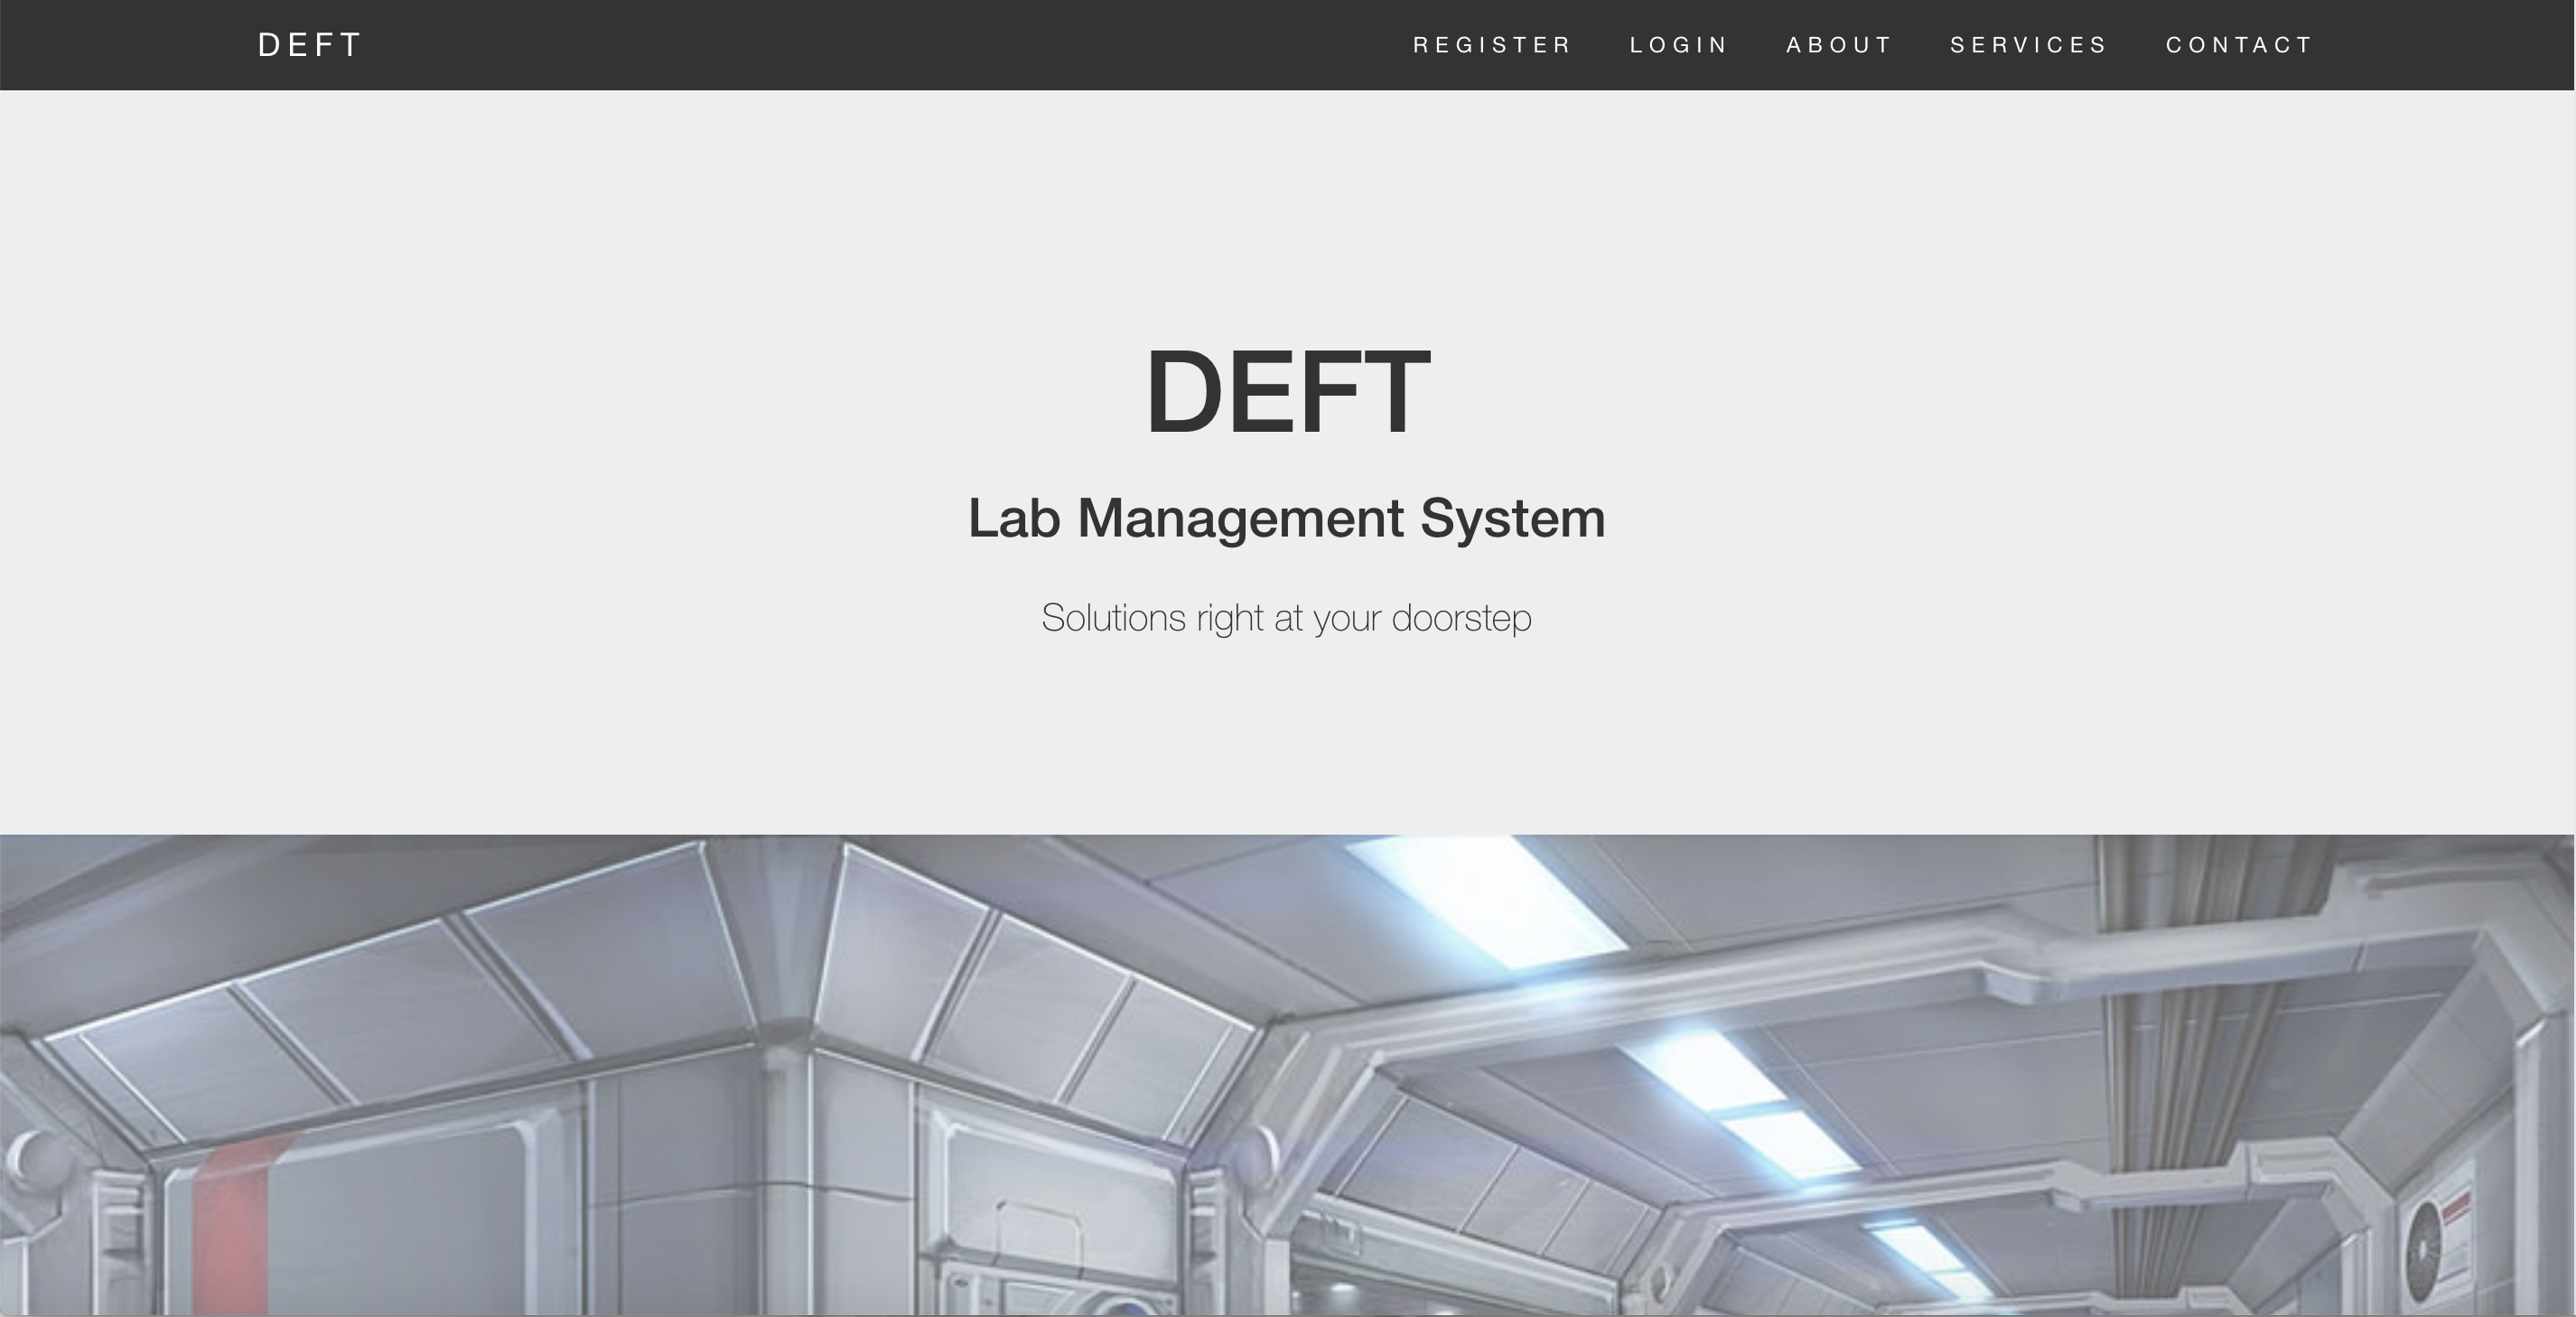 DEFT REGISTER LOGIN ABOUT SERVICES CONTACT
DEFT
Lab Management System
Solutions right at your doorstep